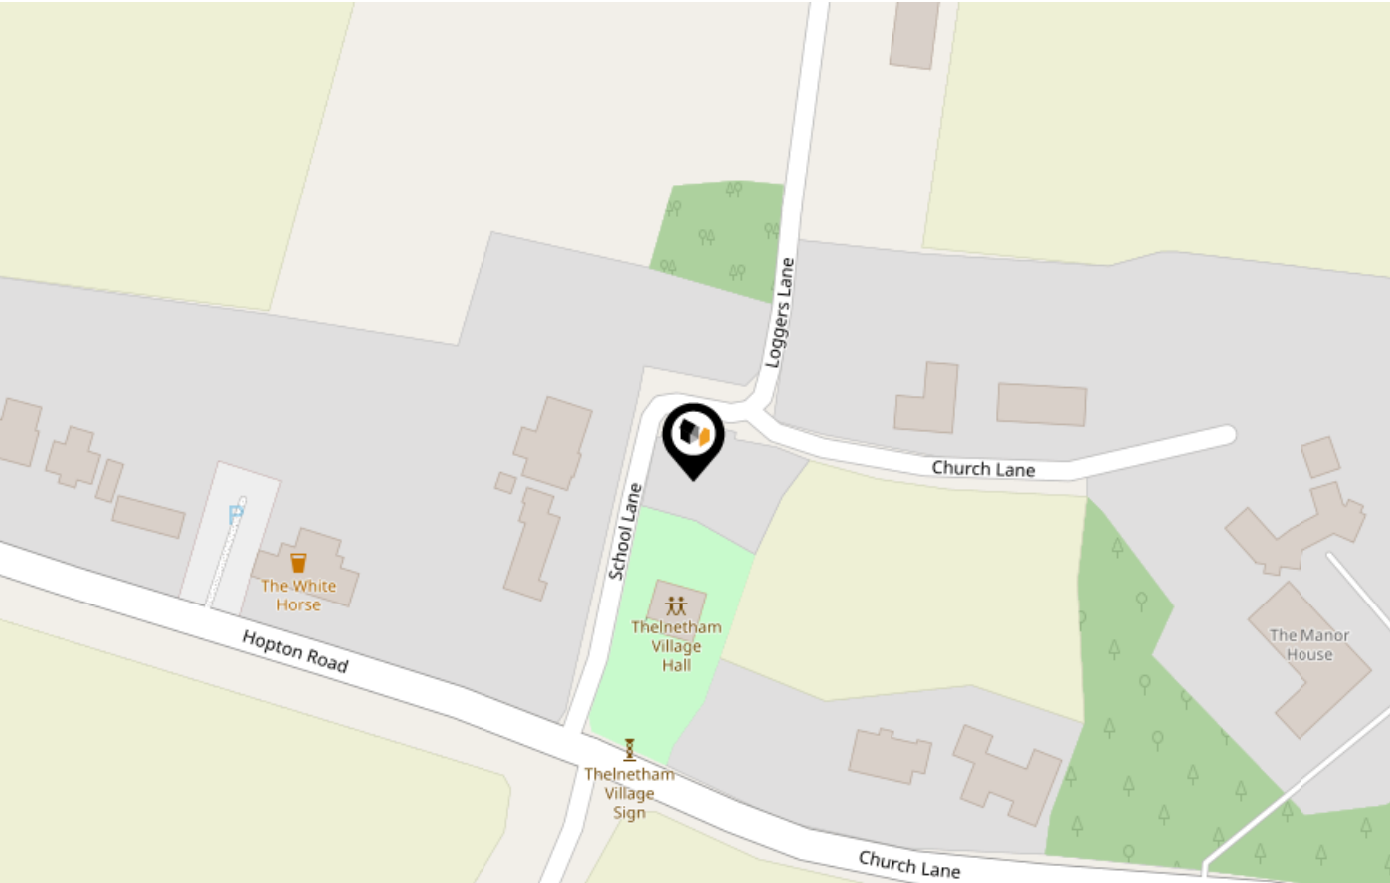 Loggers Lane
Church Lane
School Lane
P
The White
Horse
Hopton Road
Thelnetham
Village
Hall
The Manor
House
Thelnetham
Village
Sign
Church Lane